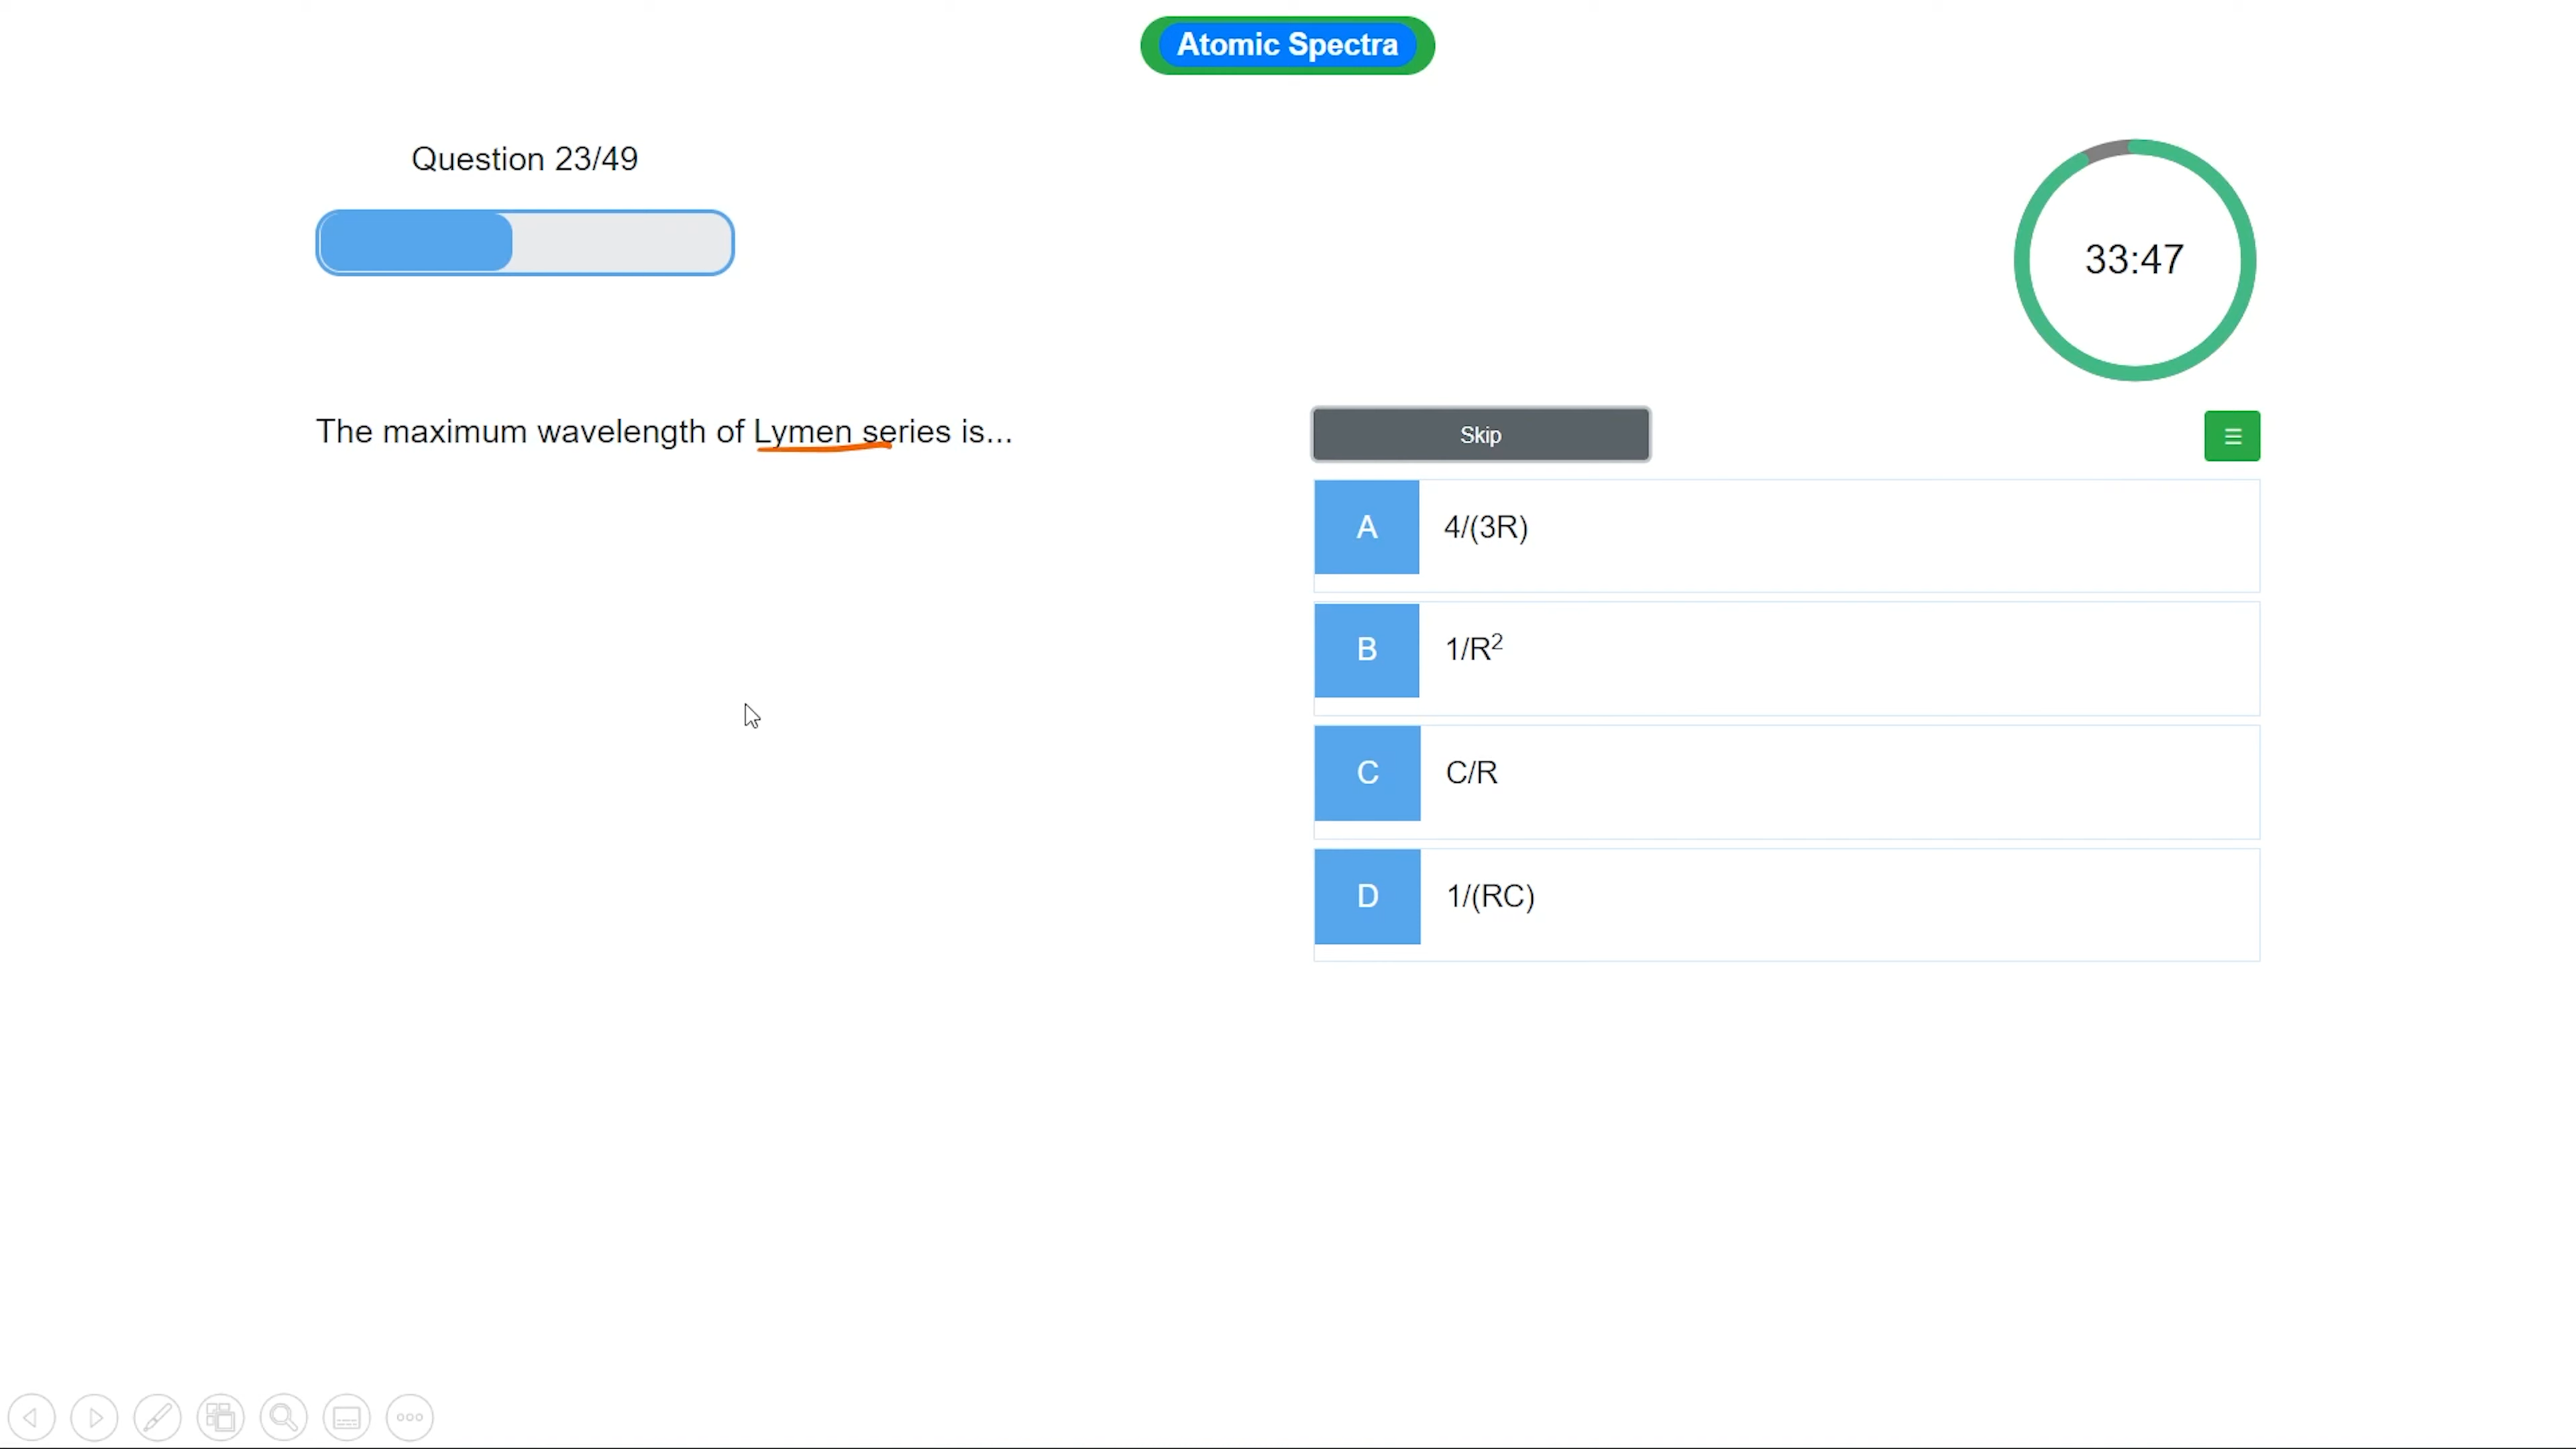 Atomic Spectra
Question 23/49
33:47
The maximum wavelength of Lymen series is...
Skip
A 4/(3R)
B 1/R²
C C/R
D 1/(RC)